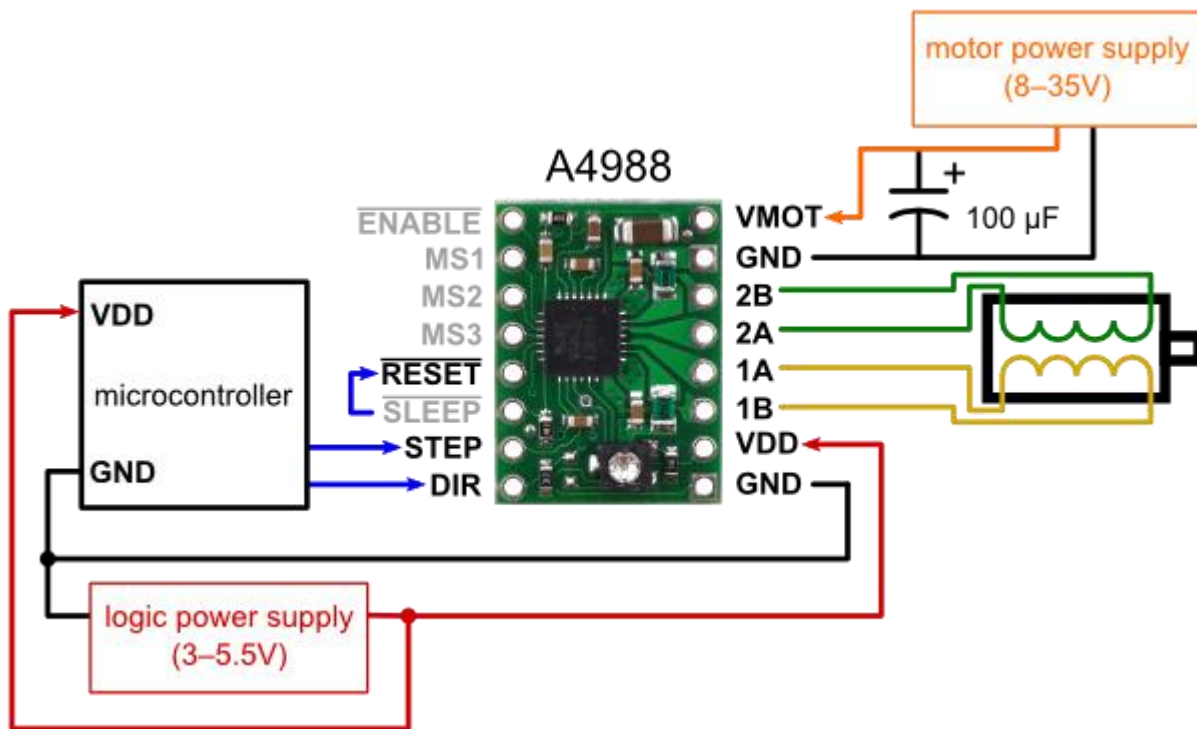 motor power supply
(8–35V)
A4988
ENABLE
VMOT
+
100 µF
MS1
GND
MS2
2B
MS3
2A
VDD
RESET
1A
microcontroller
SLEEP
1B
STEP
VDD
GND
DIR
GND
logic power supply
(3–5.5V)